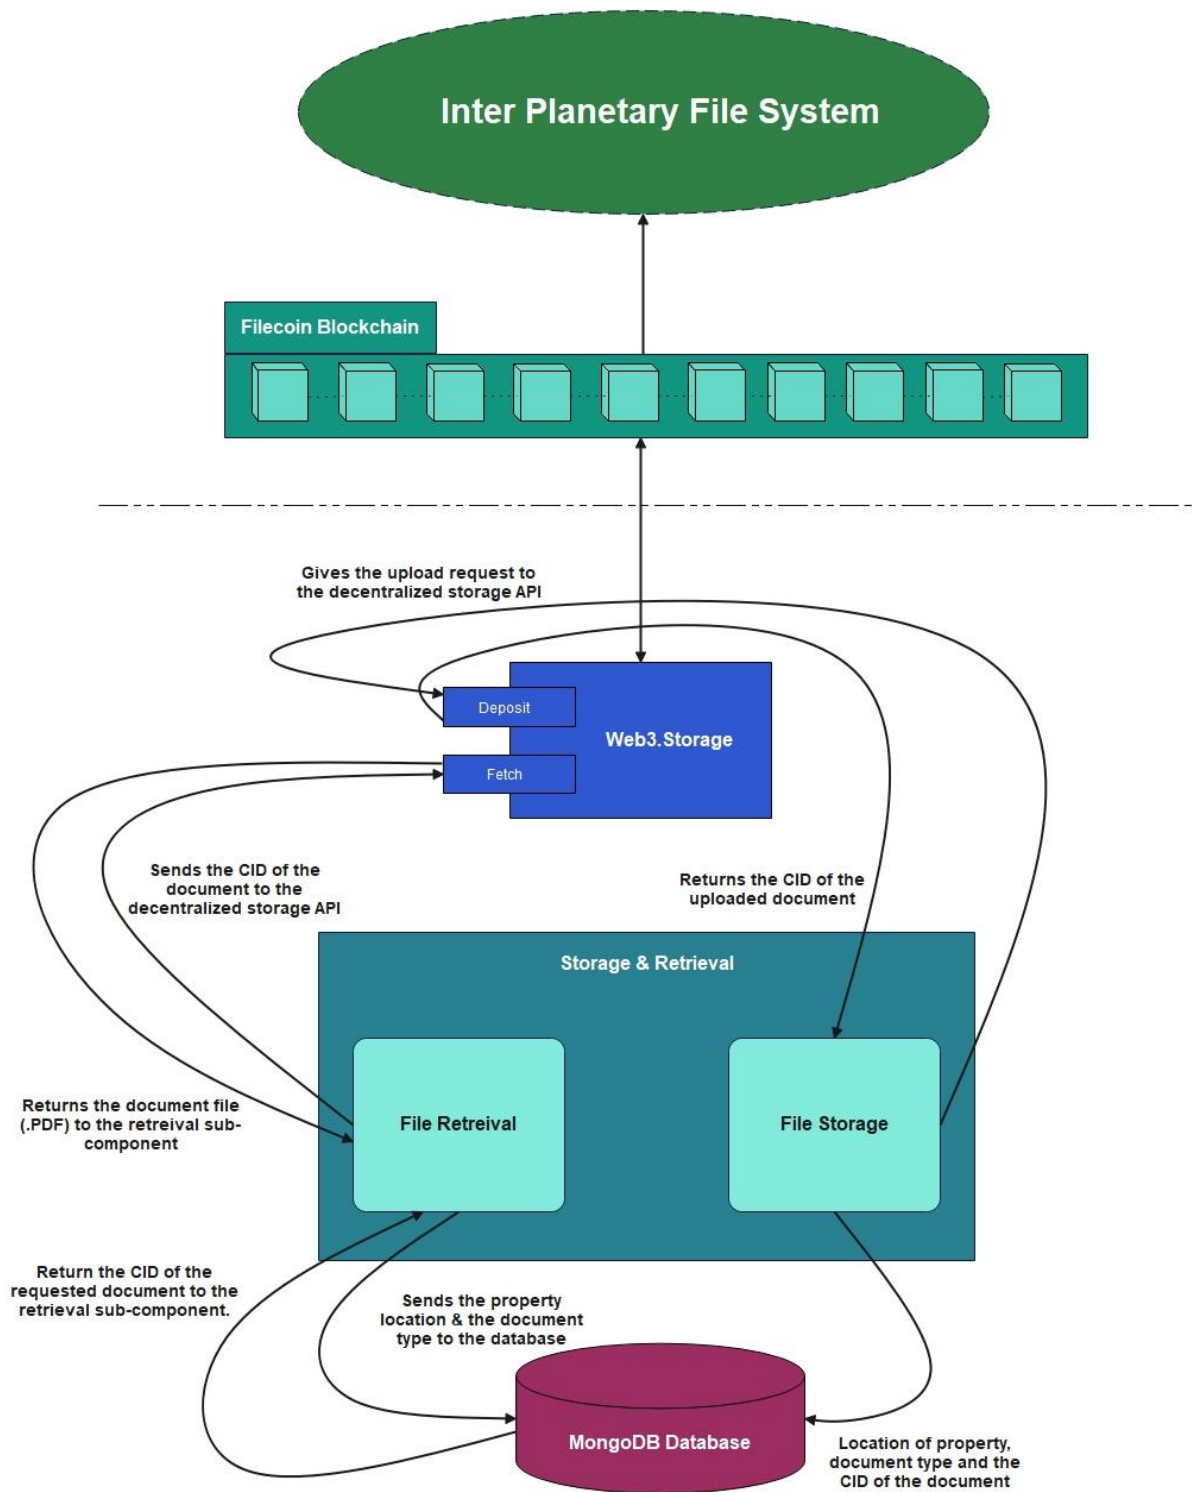 Inter Planetary File System
Filecoin Blockchain
Gives the upload request to
the decentralized storage API
Deposit
Web3.Storage
Fetch
Sends the CID of the
document to the
decentralized storage API
Returns the CID of the
uploaded document
Storage & Retrieval
Returns the document file
(.PDF) to the retreival sub-
component
File Retreival
File Storage
Return the CID of the
requested document to the
retrieval sub-component.
Sends the property
location & the document
type to the database
MongoDB Database
Location of property,
document type and the
CID of the document